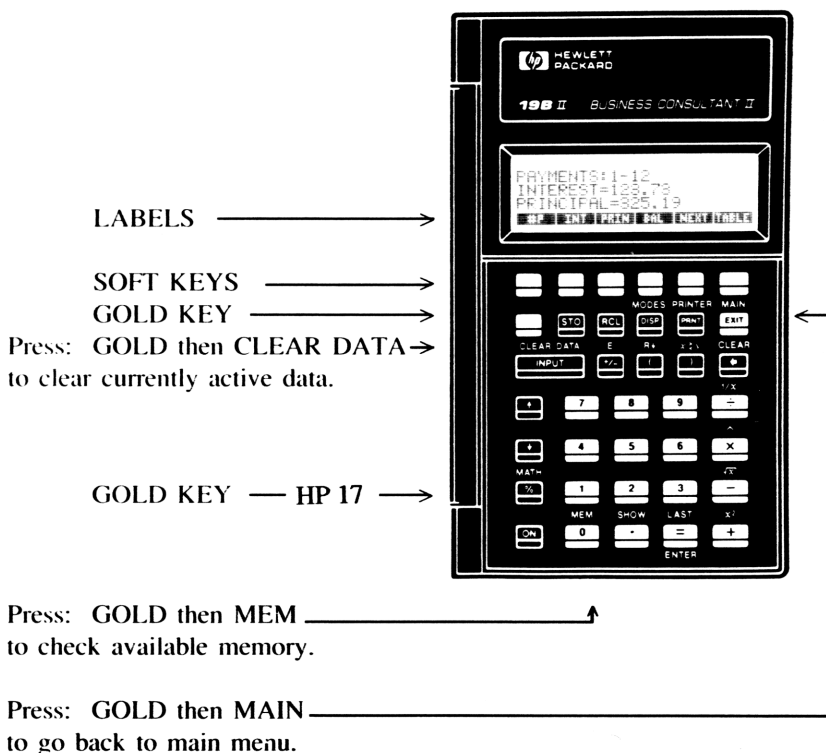 HEWLETT
PACKARD
19B II BUSINESS CONSULTANT II
PAYMENTS:1-12
INTEREST=123.73
PRINCIPAL=325.19
#P INT PRIN BAL NEXT TABLE
LABELS
SOFT KEYS
MODES PRINTER MAIN
GOLD KEY
STO RCL DISP PRNT EXIT
CLEAR DATA E R↓ CLEAR
Press: GOLD then CLEAR DATA
to clear currently active data.
INPUT +/- ( )
1/X
7 8 9 ÷
^
4 5 6 ×
MATH √X
GOLD KEY — HP 17
% 1 2 3 −
MEM SHOW LAST X²
ON 0 · = +
ENTER
Press: GOLD then MEM
to check available memory.
Press: GOLD then MAIN
to go back to main menu.